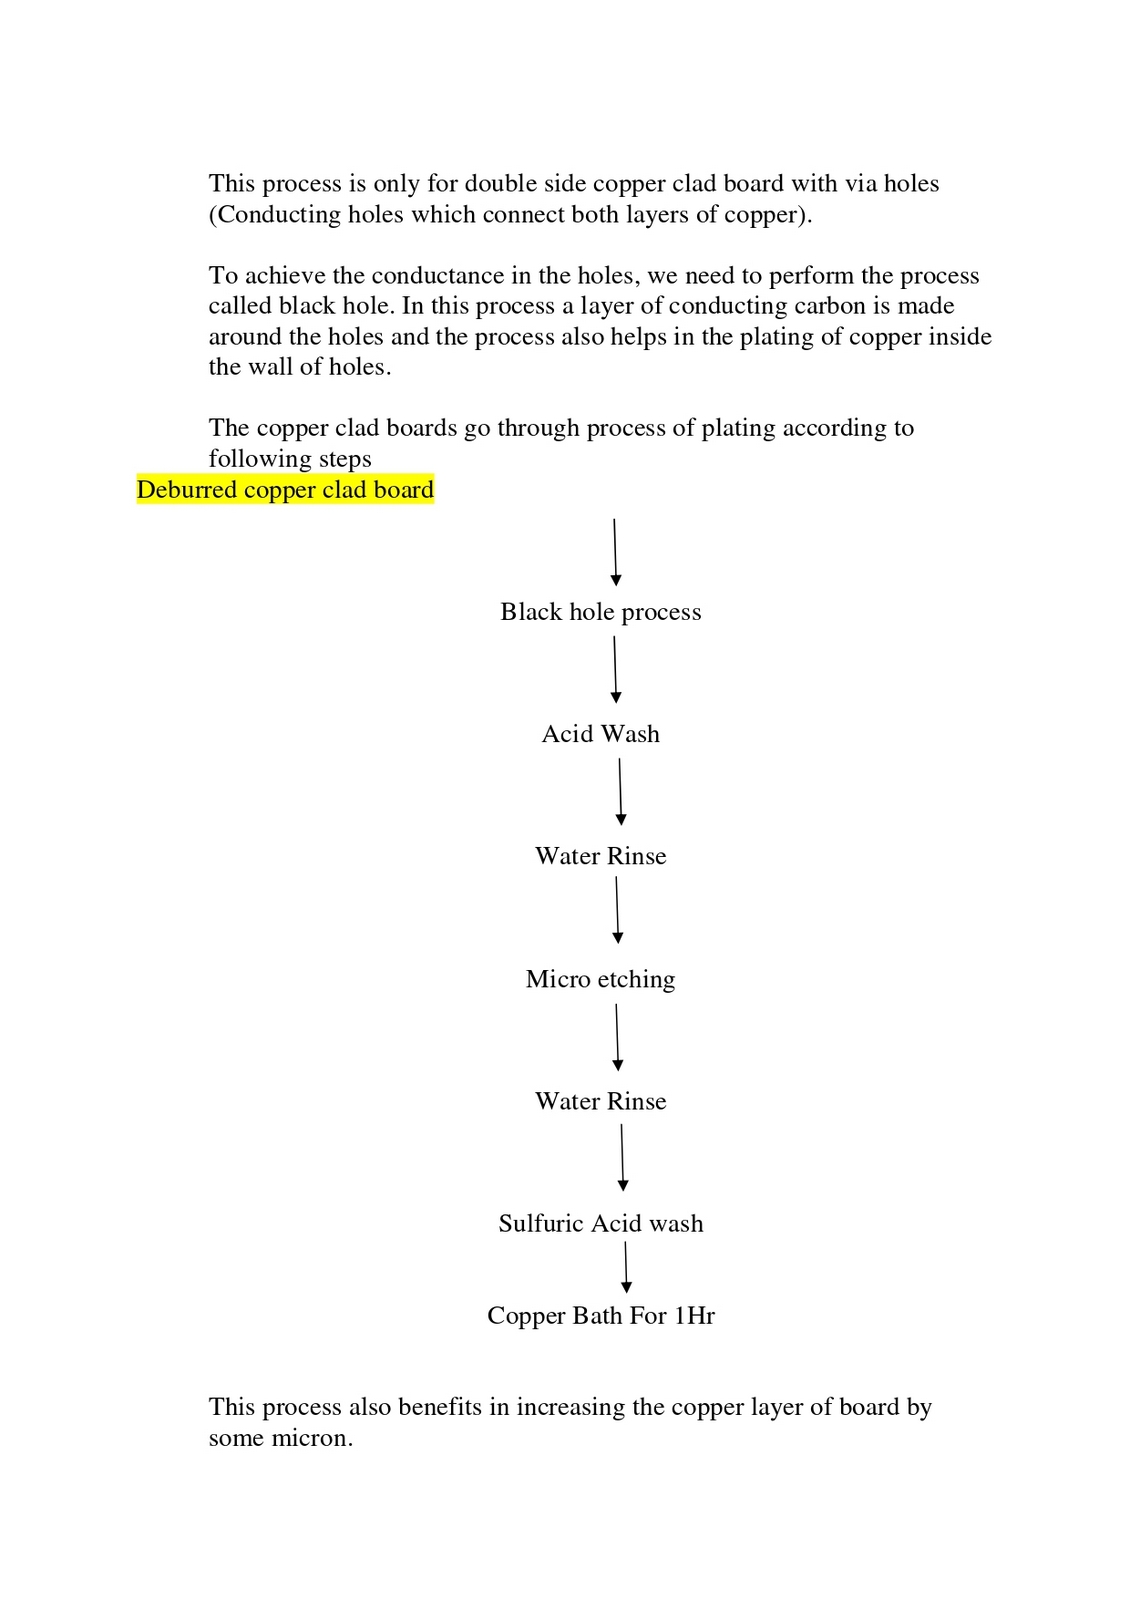 This process is only for double side copper clad board with via holes
(Conducting holes which connect both layers of copper).
To achieve the conductance in the holes, we need to perform the process
called black hole. In this process a layer of conducting carbon is made
around the holes and the process also helps in the plating of copper inside
the wall of holes.
The copper clad boards go through process of plating according to
following steps
Deburred copper clad board
Black hole process
Acid Wash
Water Rinse
Micro etching
Water Rinse
Sulfuric Acid wash
Copper Bath For 1Hr
This process also benefits in increasing the copper layer of board by
some micron.